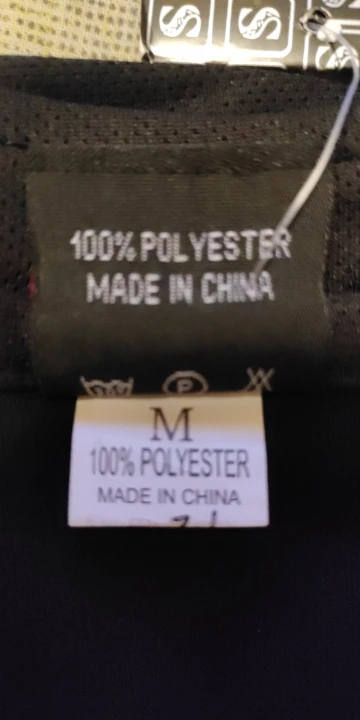 S S S
100% POLYESTER
MADE IN CHINA
P
M
100% POLYESTER
MADE IN CHINA